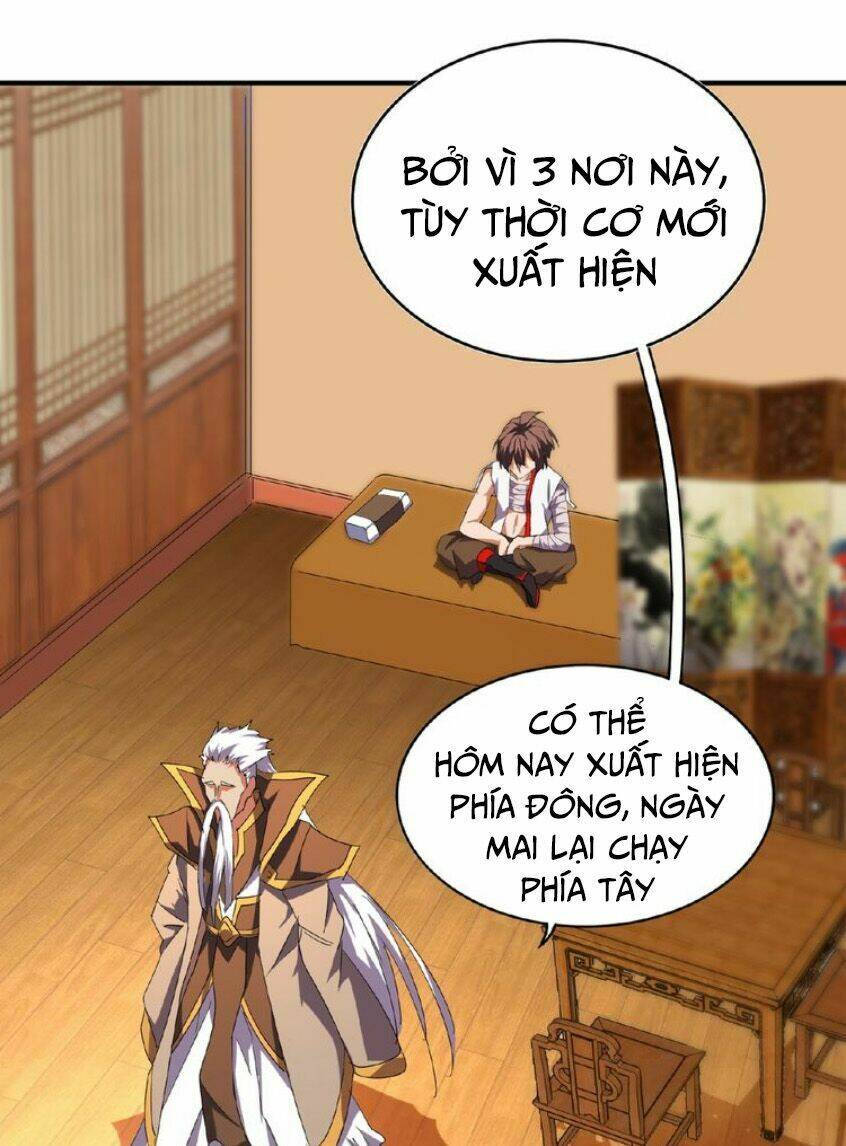 BỞI VÌ 3 NƠI NÀY,
TÙY THỜI CƠ MỚI
XUẤT HIỆN
CÓ THỂ
HÔM NAY XUẤT HIỆN
PHÍA ĐÔNG, NGÀY
MAI LẠI CHẠY
PHÍA TÂY